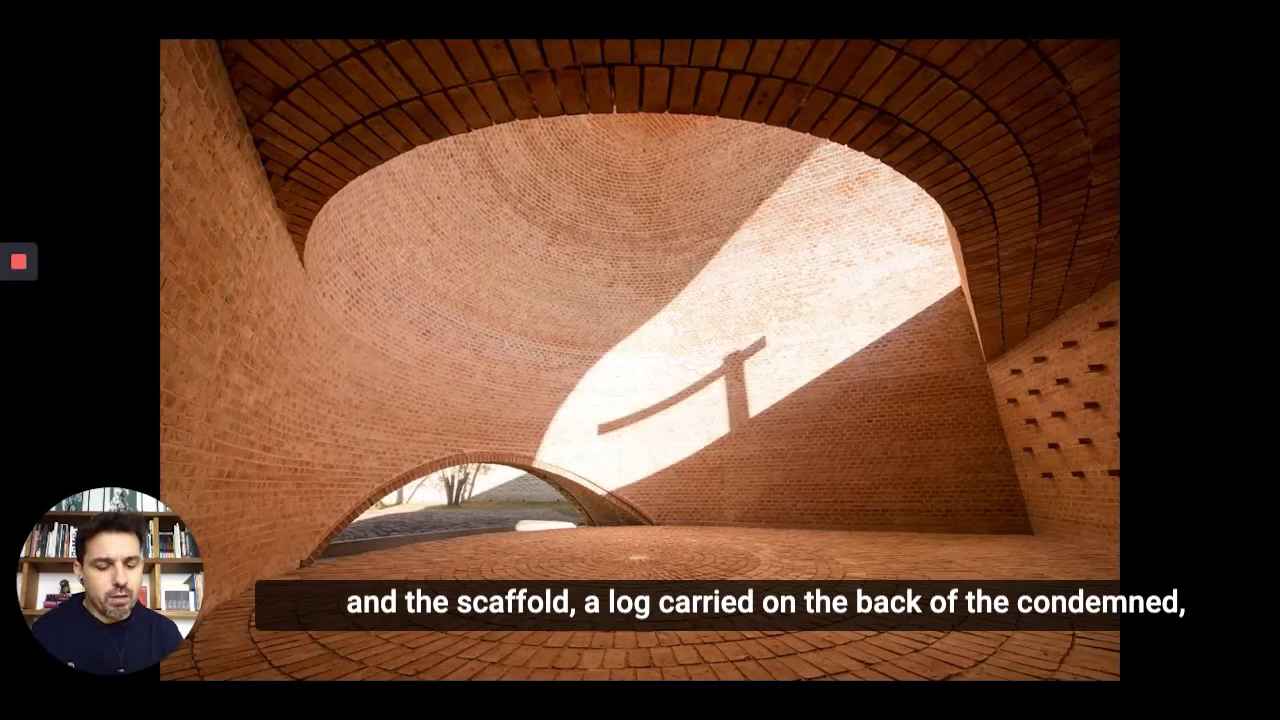 and the scaffold, a log carried on the back of the condemned,